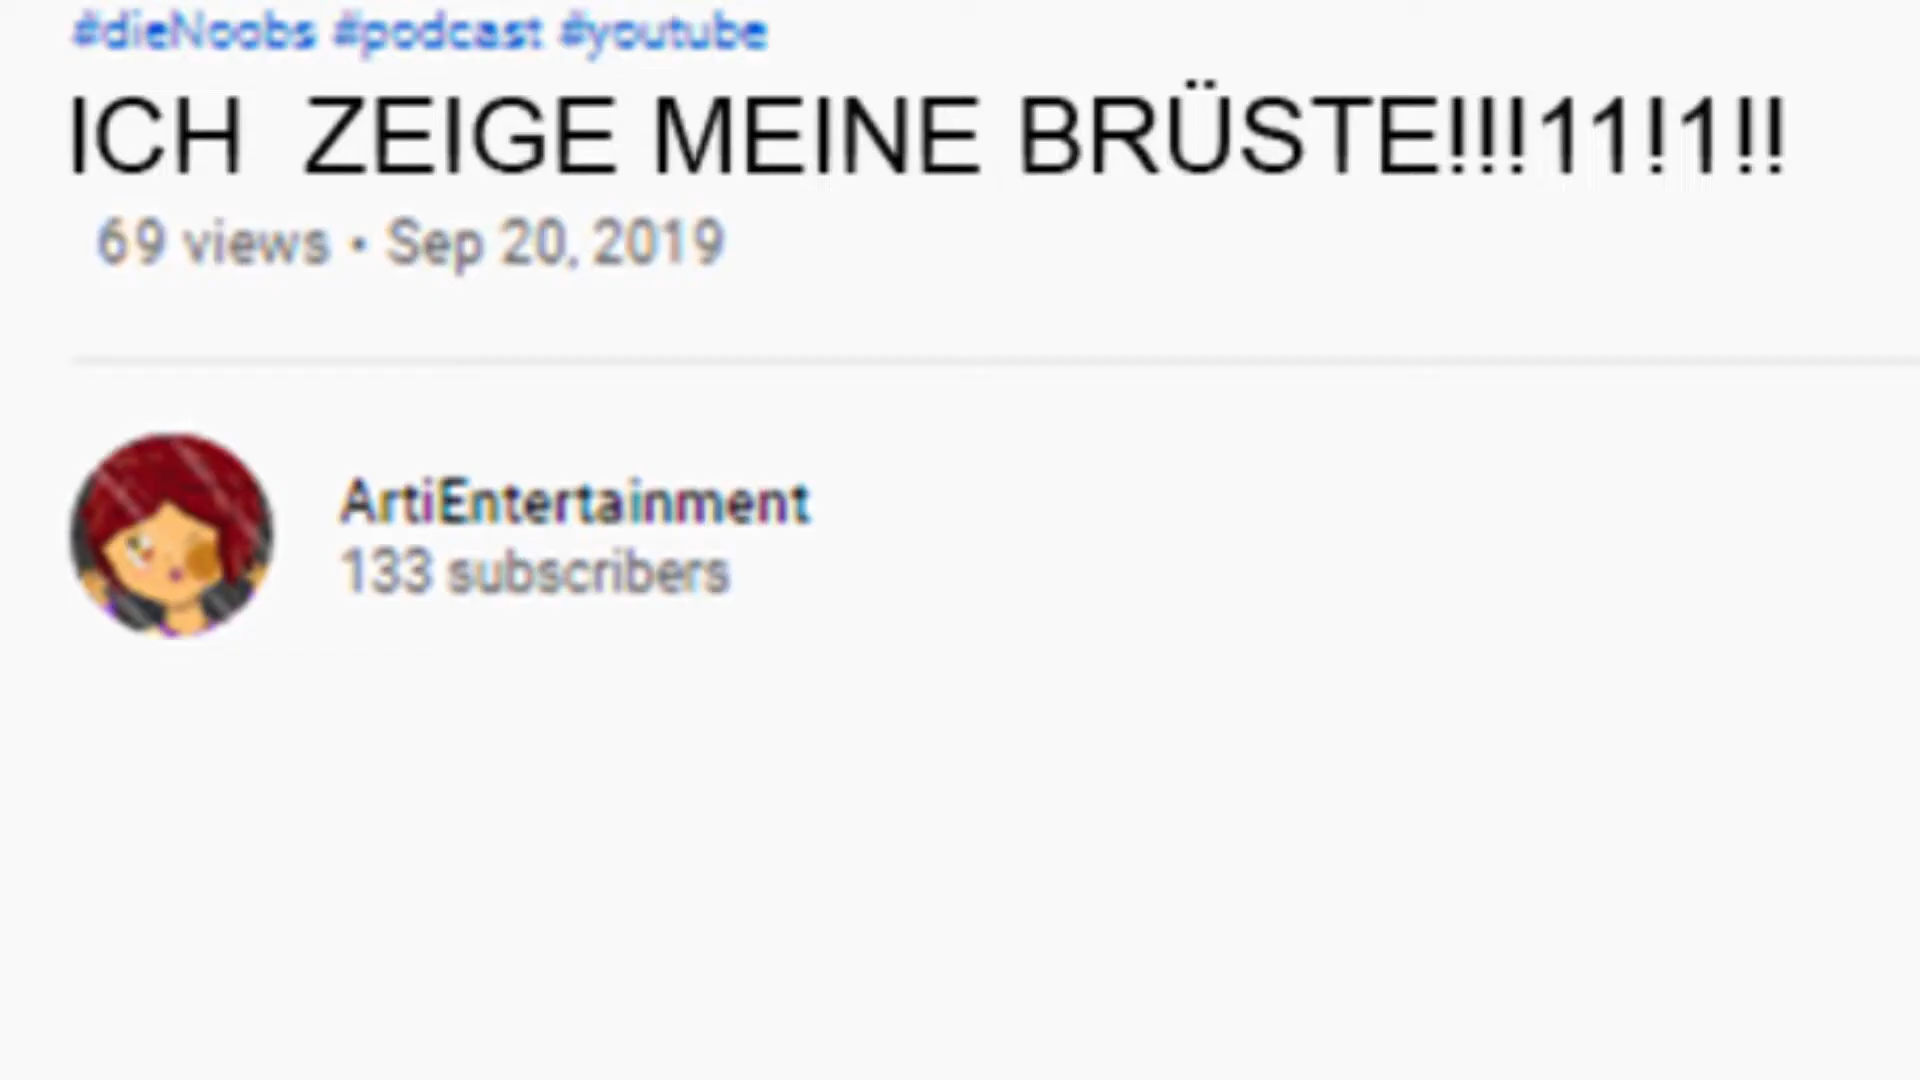 #dieNoobs #podcast #youtube
ICH  ZEIGE MEINE BRÜSTE!!!11!1!!
69 views • Sep 20, 2019
ArtiEntertainment
133 subscribers